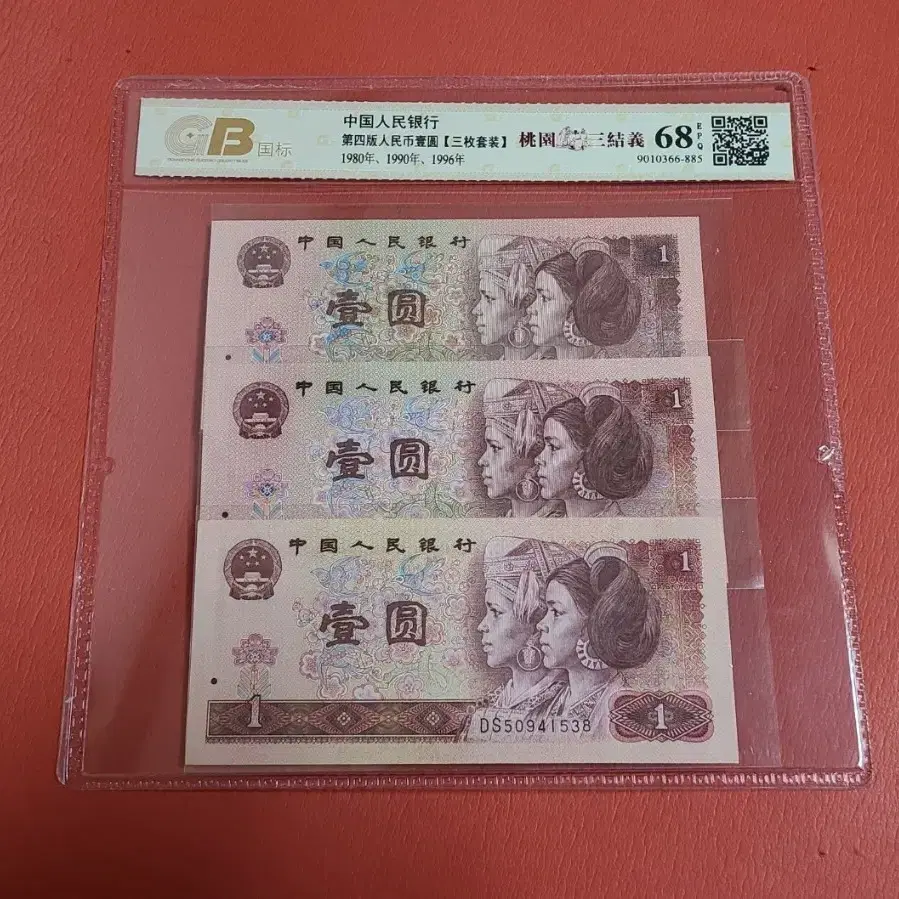 GB 国标
中国人民银行
第四版人民币壹圆【三枚套装】
1980年、1990年、1996年
桃園 三結義
68 EPQ
9010366-885
中国人民银行
1
壹圆
中国人民银行
1
壹圆
中国人民银行
1
壹圆
1
DS50941538
1